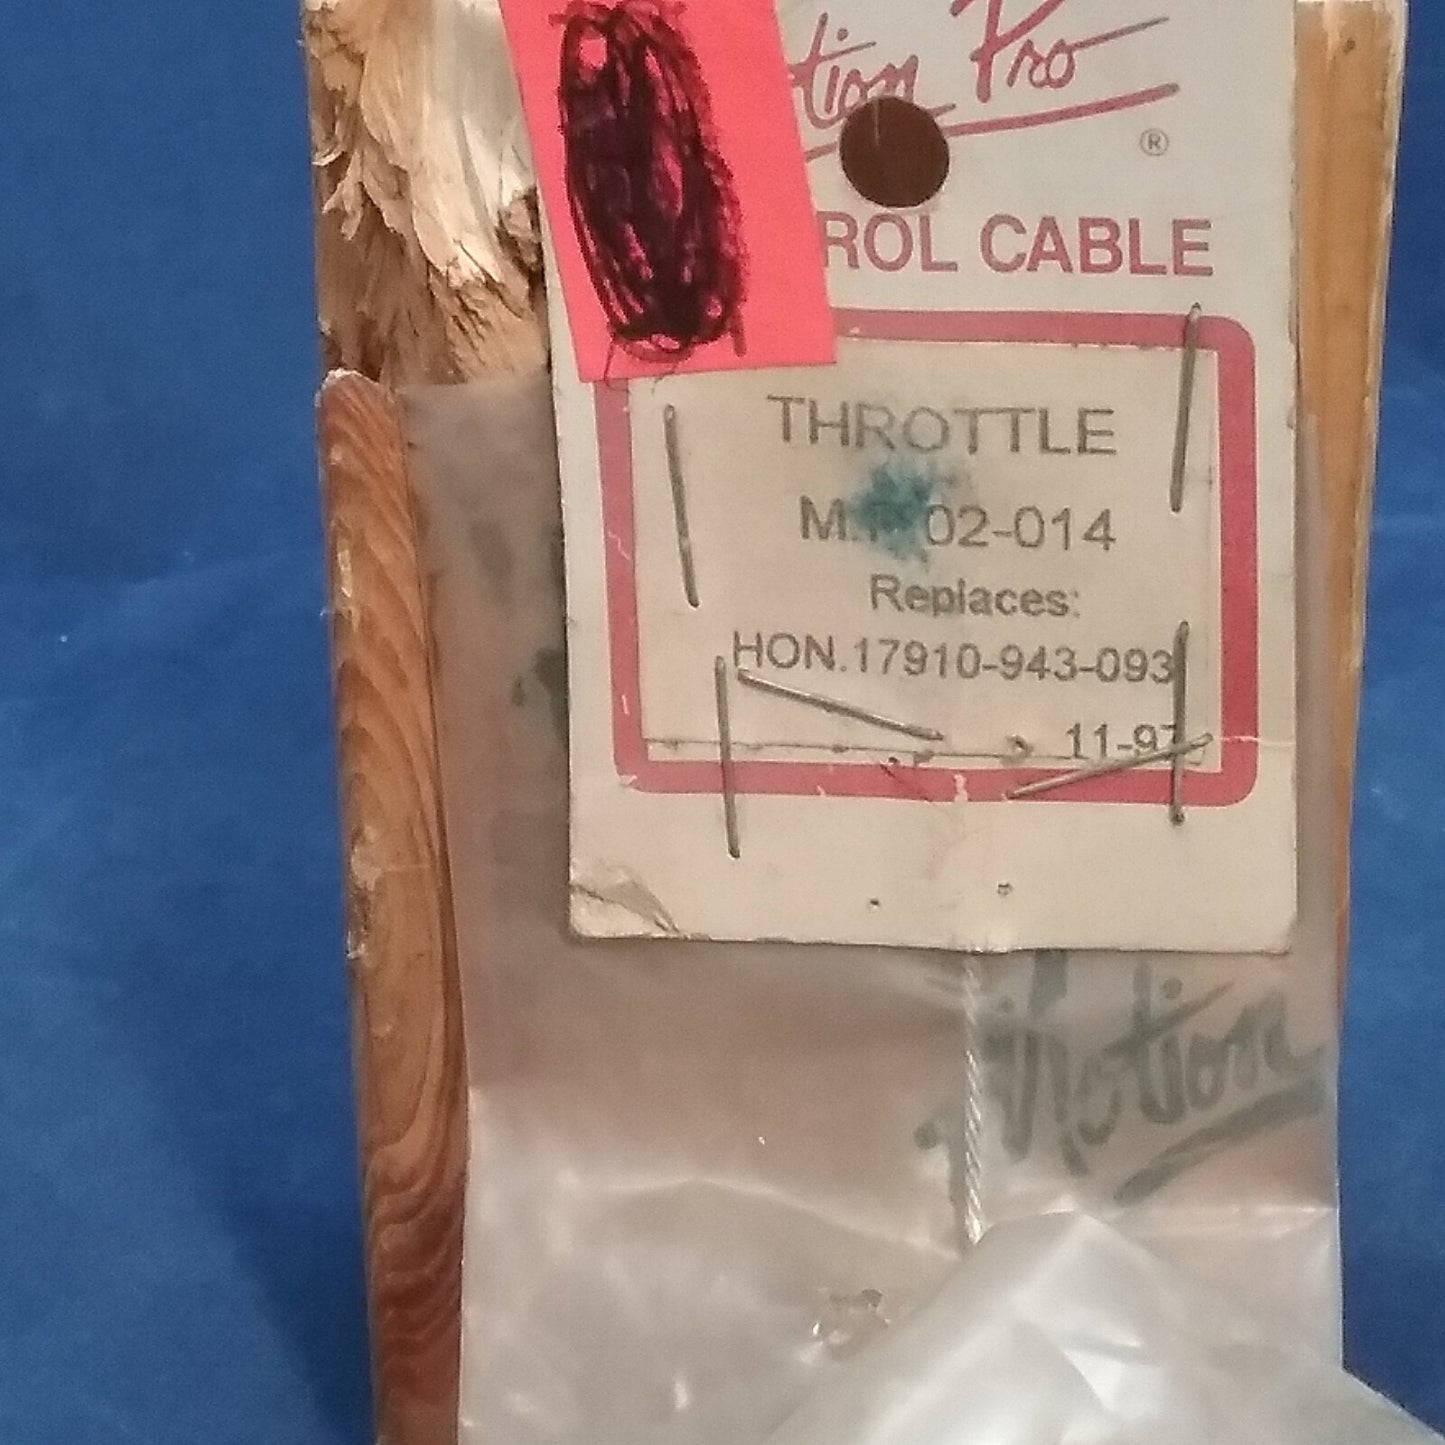 tion Pro
®
ROL CABLE
THROTTLE
M. 02-014
Replaces:
HON.17910-943-093
11-97
Motion